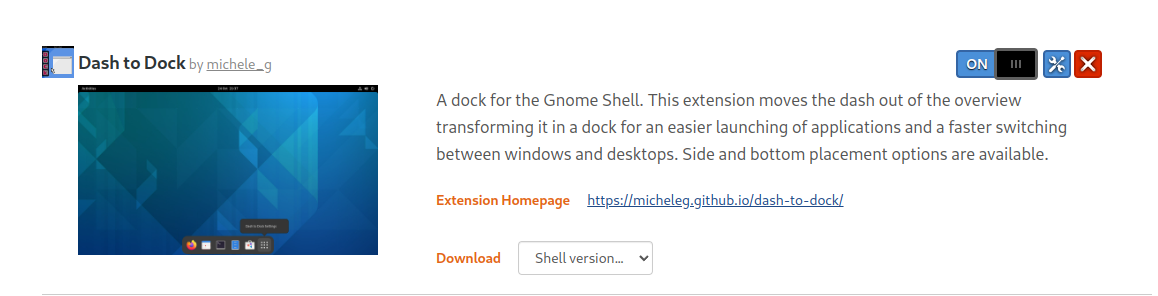 Dash to Dock by michele_g
ON
A dock for the Gnome Shell. This extension moves the dash out of the overview
transforming it in a dock for an easier launching of applications and a faster switching
between windows and desktops. Side and bottom placement options are available.
Extension Homepage https://micheleg.github.io/dash-to-dock/
Download Shell version...